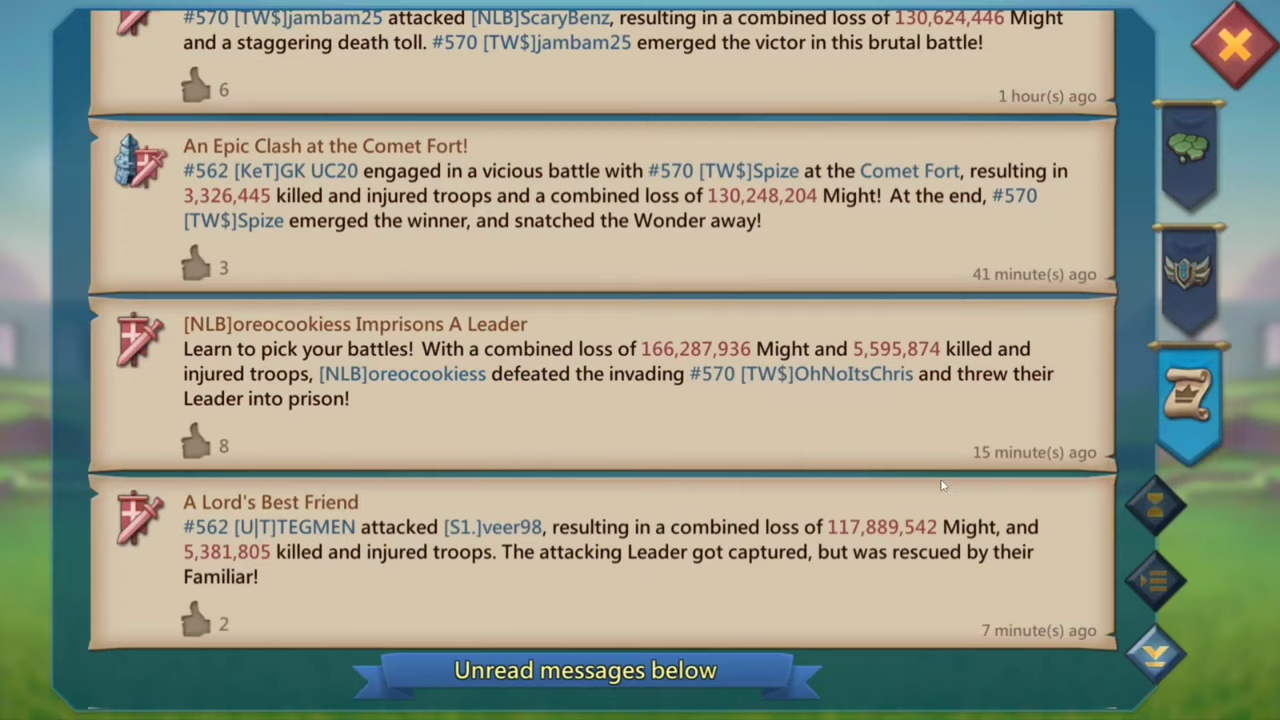 #570 [TW$]jambam25 attacked [NLB]ScaryBenz, resulting in a combined loss of 130,624,446 Might
and a staggering death toll. #570 [TW$]jambam25 emerged the victor in this brutal battle!
6
1 hour(s) ago
An Epic Clash at the Comet Fort!
#562 [KeT]GK UC20 engaged in a vicious battle with #570 [TW$]Spize at the Comet Fort, resulting in
3,326,445 killed and injured troops and a combined loss of 130,248,204 Might! At the end, #570
[TW$]Spize emerged the winner, and snatched the Wonder away!
3
41 minute(s) ago
[NLB]oreocookiess Imprisons A Leader
Learn to pick your battles! With a combined loss of 166,287,936 Might and 5,595,874 killed and
injured troops, [NLB]oreocookiess defeated the invading #570 [TW$]OhNoItsChris and threw their
Leader into prison!
8
15 minute(s) ago
A Lord's Best Friend
#562 [U|T]TEGMEN attacked [S1.]veer98, resulting in a combined loss of 117,889,542 Might, and
5,381,805 killed and injured troops. The attacking Leader got captured, but was rescued by their
Familiar!
2
7 minute(s) ago
Unread messages below